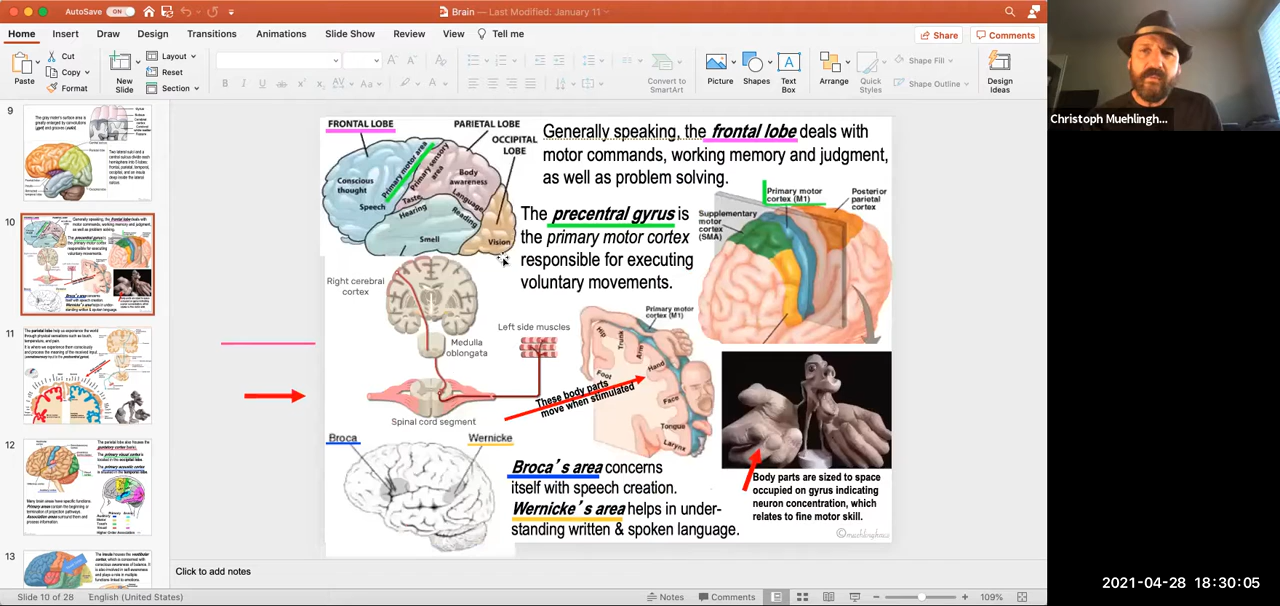 AutoSave ON
Brain — Last Modified: January 11
Home Insert Draw Design Transitions Animations Slide Show Review View Tell me
Share Comments
Paste
Cut
Copy
Format
New Slide
Layout
Reset
Section
Convert to SmartArt
Picture
Shapes
Text Box
Arrange
Quick Styles
Shape Fill
Shape Outline
Design Ideas
Christoph Muehlingh...
9
10
11
12
13
FRONTAL LOBE
PARIETAL LOBE
OCCIPITAL LOBE
Primary motor area
Primary sensory area
Conscious thought
Body awareness
Speech
Taste
Hearing
Language
Reading
Smell
Vision
Generally speaking, the frontal lobe deals with
commands, working memory and judgment,
as well as problem solving.
The precentral gyrus is
the primary motor cortex
responsible for executing
voluntary movements.
Primary motor
cortex (M1)
Posterior
parietal cortex
Supplementary
motor
cortex
(SMA)
Right cerebral
cortex
Medulla
oblongata
Left side muscles
Spinal cord segment
Primary motor
cortex (M1)
Hip
Trunk
Arm
Hand
Foot
Face
Tongue
Larynx
These body parts
move when stimulated
Broca
Wernicke
Broca's area concerns
itself with speech creation.
Wernicke's area helps in under-
standing written & spoken language.
Body parts are sized to space
occupied on gyrus indicating
neuron concentration, which
relates to fine motor skill.
©muehlinghaus
Click to add notes
Slide 10 of 28 English (United States)
Notes Comments 109%
2021-04-28 18:30:05